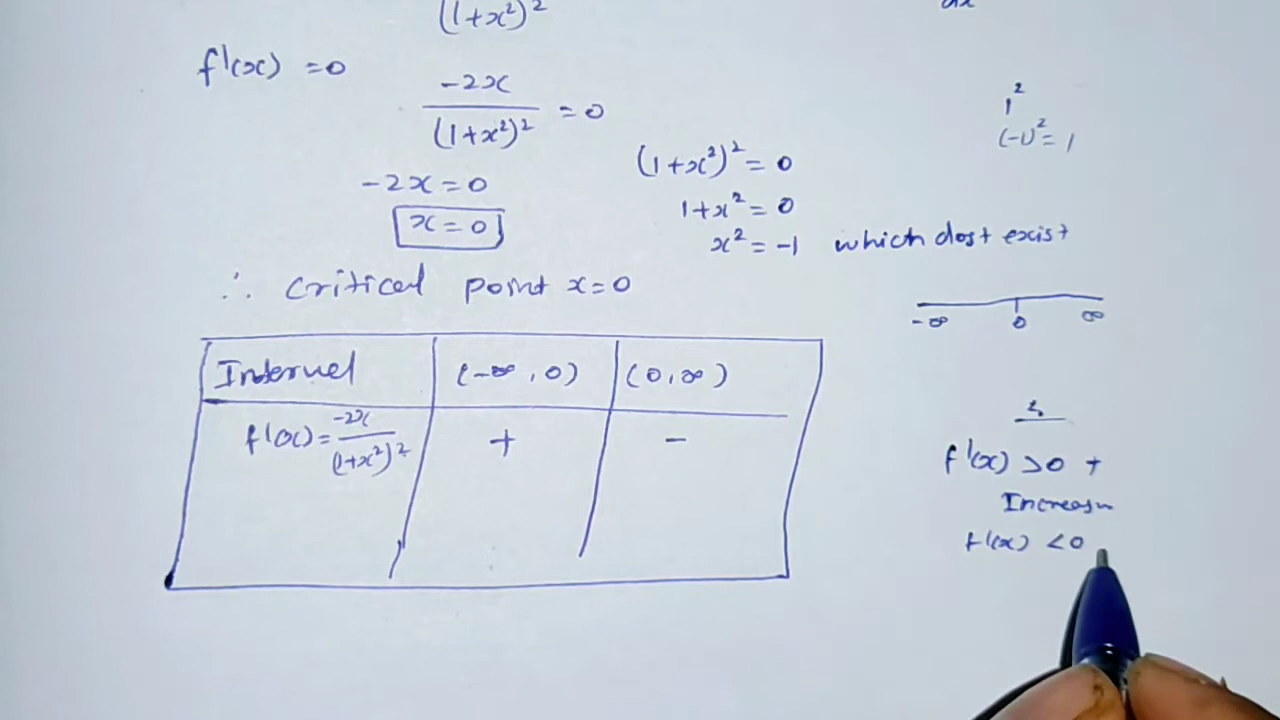 (1+x²)²
dx
f'(x) = 0
-2x / (1+x²)² = 0
-2x = 0
x = 0
(1+x²)² = 0
1+x² = 0
x² = -1 which dost exist
1²
(-1)² = 1
∴ critical point x=0
-∞ 0 ∞
Interval (-∞, 0) (0, ∞)
f'(x) = -2x / (1+x²)² + -
f'(x) >0 +
Increasin
f'(x) <0